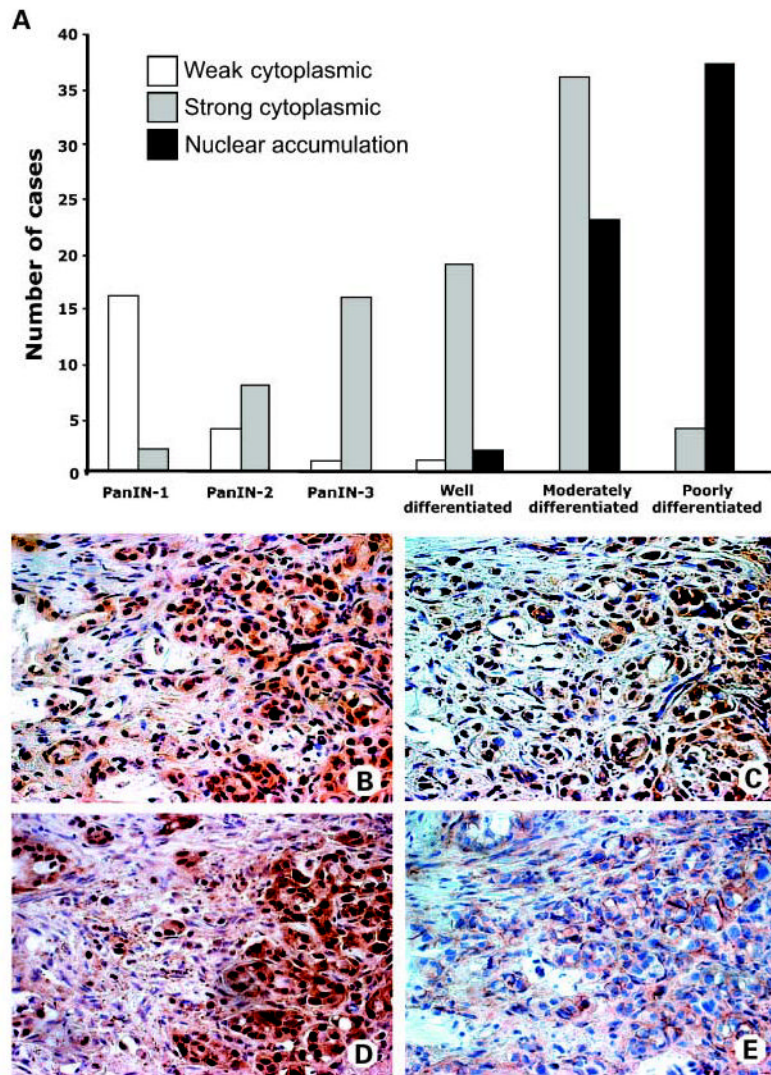 A
40
35
30
25
20
15
10
5
0
Number of cases
Weak cytoplasmic
Strong cytoplasmic
Nuclear accumulation
PanIN-1
PanIN-2
PanIN-3
Well
differentiated
Moderately
differentiated
Poorly
differentiated
B
C
D
E